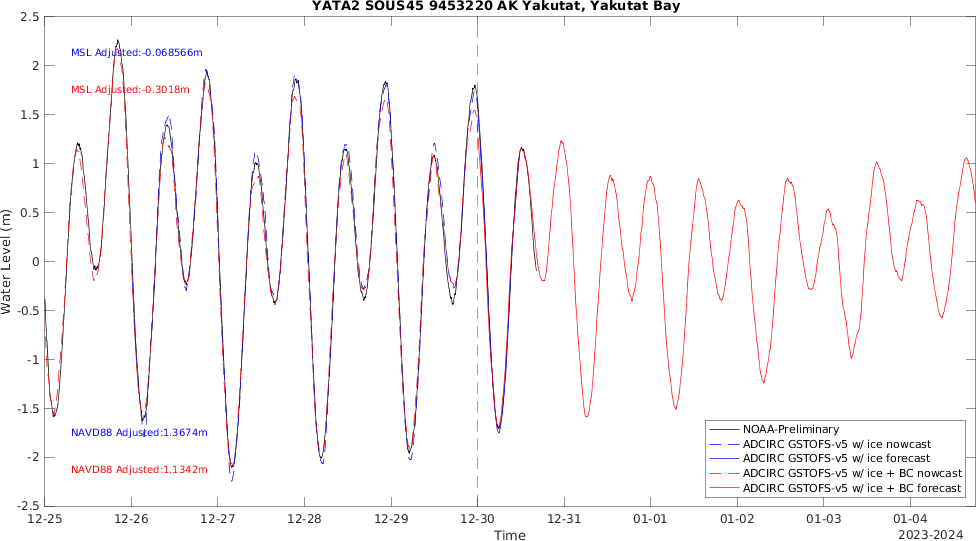 YATA2 SOUS45 9453220 AK Yakutat, Yakutat Bay
2.5
2
1.5
1
0.5
0
-0.5
-1
-1.5
-2
-2.5
Water Level (m)
MSL Adjusted:-0.068566m
MSL Adjusted:-0.3018m
NAVD88 Adjusted:1.3674m
NAVD88 Adjusted:1.1342m
NOAA-Preliminary
ADCIRC GSTOFS-v5 w/ ice nowcast
ADCIRC GSTOFS-v5 w/ ice forecast
ADCIRC GSTOFS-v5 w/ ice + BC nowcast
ADCIRC GSTOFS-v5 w/ ice + BC forecast
12-25 12-26 12-27 12-28 12-29 12-30 12-31 01-01 01-02 01-03 01-04
Time
2023-2024